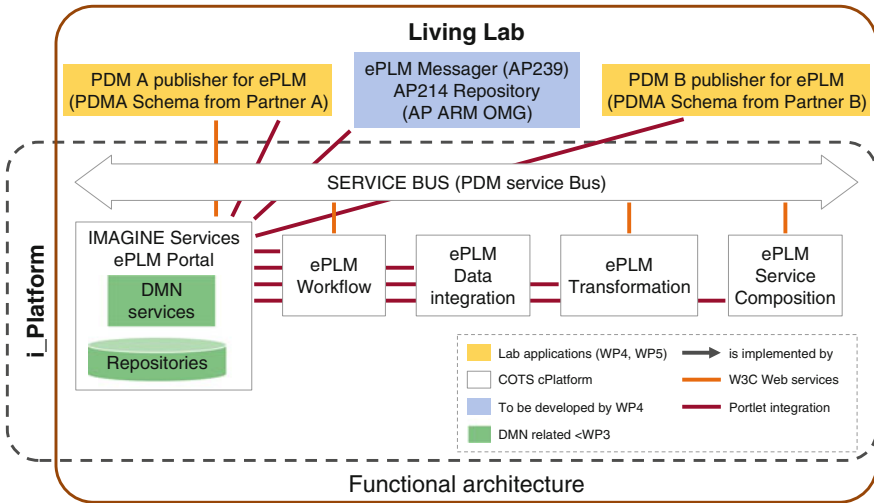 Living Lab
PDM A publisher for ePLM
(PDMA Schema from Partner A)
ePLM Messager (AP239)
AP214 Repository
(AP ARM OMG)
PDM B publisher for ePLM
(PDMA Schema from Partner B)
SERVICE BUS (PDM service Bus)
i_Platform
IMAGINE Services
ePLM Portal
DMN
services
Repositories
ePLM
Workflow
ePLM
Data
integration
ePLM
Transformation
ePLM
Service
Composition
Lab applications (WP4, WP5)
COTS cPlatform
To be developed by WP4
DMN related <WP3
is implemented by
W3C Web services
Portlet integration
Functional architecture